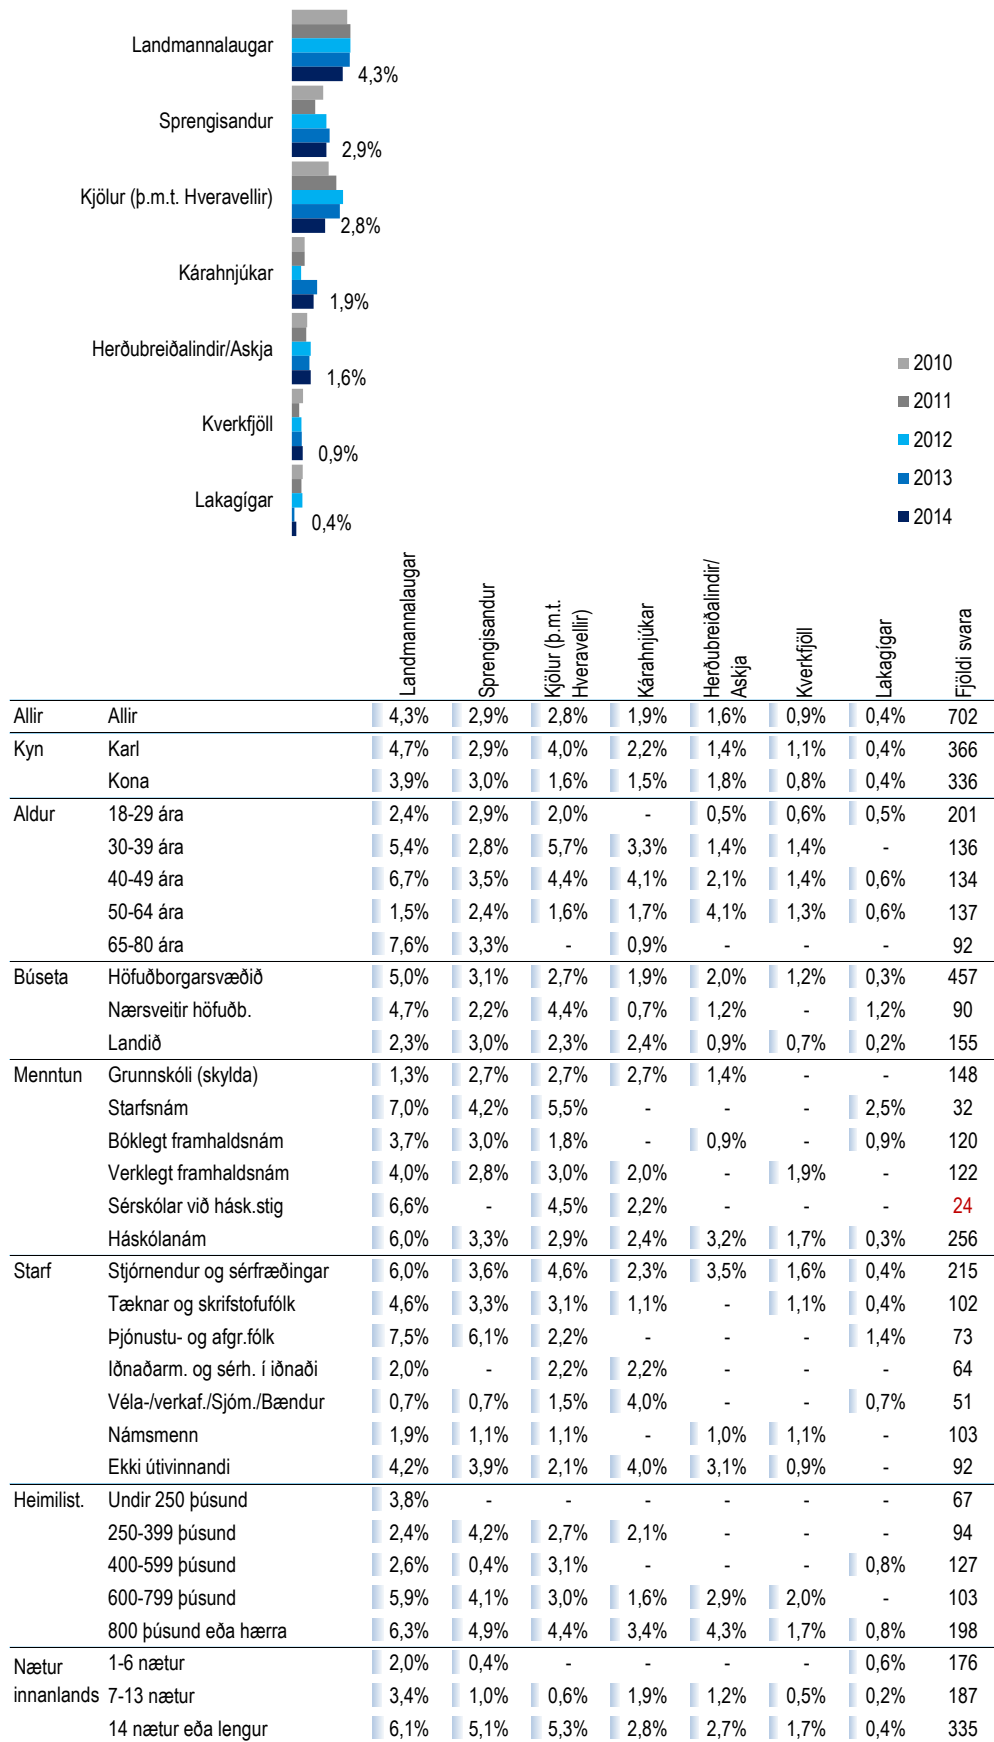 Landmannalaugar
4,3%
Sprengisandur
2,9%
Kjölur (þ.m.t. Hveravellir)
2,8%
Kárahnjúkar
1,9%
Herðubreiðalindir/Askja
1,6%
Kverkfjöll
0,9%
Lakagígar
0,4%
2010
2011
2012
2013
2014
Landmannalaugar
Sprengisandur
Kjölur (þ.m.t.
Hveravellir)
Kárahnjúkar
Herðubreiðalindir/
Askja
Kverkfjöll
Lakagígar
Fjöldi svara
Allir Allir 4,3% 2,9% 2,8% 1,9% 1,6% 0,9% 0,4% 702
Kyn Karl 4,7% 2,9% 4,0% 2,2% 1,4% 1,1% 0,4% 366
Kona 3,9% 3,0% 1,6% 1,5% 1,8% 0,8% 0,4% 336
Aldur 18-29 ára 2,4% 2,9% 2,0% - 0,5% 0,6% 0,5% 201
30-39 ára 5,4% 2,8% 5,7% 3,3% 1,4% 1,4% - 136
40-49 ára 6,7% 3,5% 4,4% 4,1% 2,1% 1,4% 0,6% 134
50-64 ára 1,5% 2,4% 1,6% 1,7% 4,1% 1,3% 0,6% 137
65-80 ára 7,6% 3,3% - 0,9% - - - 92
Búseta Höfuðborgarsvæðið 5,0% 3,1% 2,7% 1,9% 2,0% 1,2% 0,3% 457
Nærsveitir höfuðb. 4,7% 2,2% 4,4% 0,7% 1,2% - 1,2% 90
Landið 2,3% 3,0% 2,3% 2,4% 0,9% 0,7% 0,2% 155
Menntun Grunnskóli (skylda) 1,3% 2,7% 2,7% 2,7% 1,4% - - 148
Starfsnám 7,0% 4,2% 5,5% - - - 2,5% 32
Bóklegt framhaldsnám 3,7% 3,0% 1,8% - 0,9% - 0,9% 120
Verklegt framhaldsnám 4,0% 2,8% 3,0% 2,0% - 1,9% - 122
Sérskólar við hásk.stig 6,6% - 4,5% 2,2% - - - 24
Háskólanám 6,0% 3,3% 2,9% 2,4% 3,2% 1,7% 0,3% 256
Starf Stjórnendur og sérfræðingar 6,0% 3,6% 4,6% 2,3% 3,5% 1,6% 0,4% 215
Tæknar og skrifstofufólk 4,6% 3,3% 3,1% 1,1% - 1,1% 0,4% 102
Þjónustu- og afgr.fólk 7,5% 6,1% 2,2% - - - 1,4% 73
Iðnaðarm. og sérh. í iðnaði 2,0% - 2,2% 2,2% - - - 64
Véla-/verkaf./Sjóm./Bændur 0,7% 0,7% 1,5% 4,0% - - 0,7% 51
Námsmenn 1,9% 1,1% 1,1% - 1,0% 1,1% - 103
Ekki útivinnandi 4,2% 3,9% 2,1% 4,0% 3,1% 0,9% - 92
Heimilist. Undir 250 þúsund 3,8% - - - - - - 67
250-399 þúsund 2,4% 4,2% 2,7% 2,1% - - - 94
400-599 þúsund 2,6% 0,4% 3,1% - - - 0,8% 127
600-799 þúsund 5,9% 4,1% 3,0% 1,6% 2,9% 2,0% - 103
800 þúsund eða hærra 6,3% 4,9% 4,4% 3,4% 4,3% 1,7% 0,8% 198
Nætur 1-6 nætur 2,0% 0,4% - - - - 0,6% 176
innanlands 7-13 nætur 3,4% 1,0% 0,6% 1,9% 1,2% 0,5% 0,2% 187
14 nætur eða lengur 6,1% 5,1% 5,3% 2,8% 2,7% 1,7% 0,4% 335